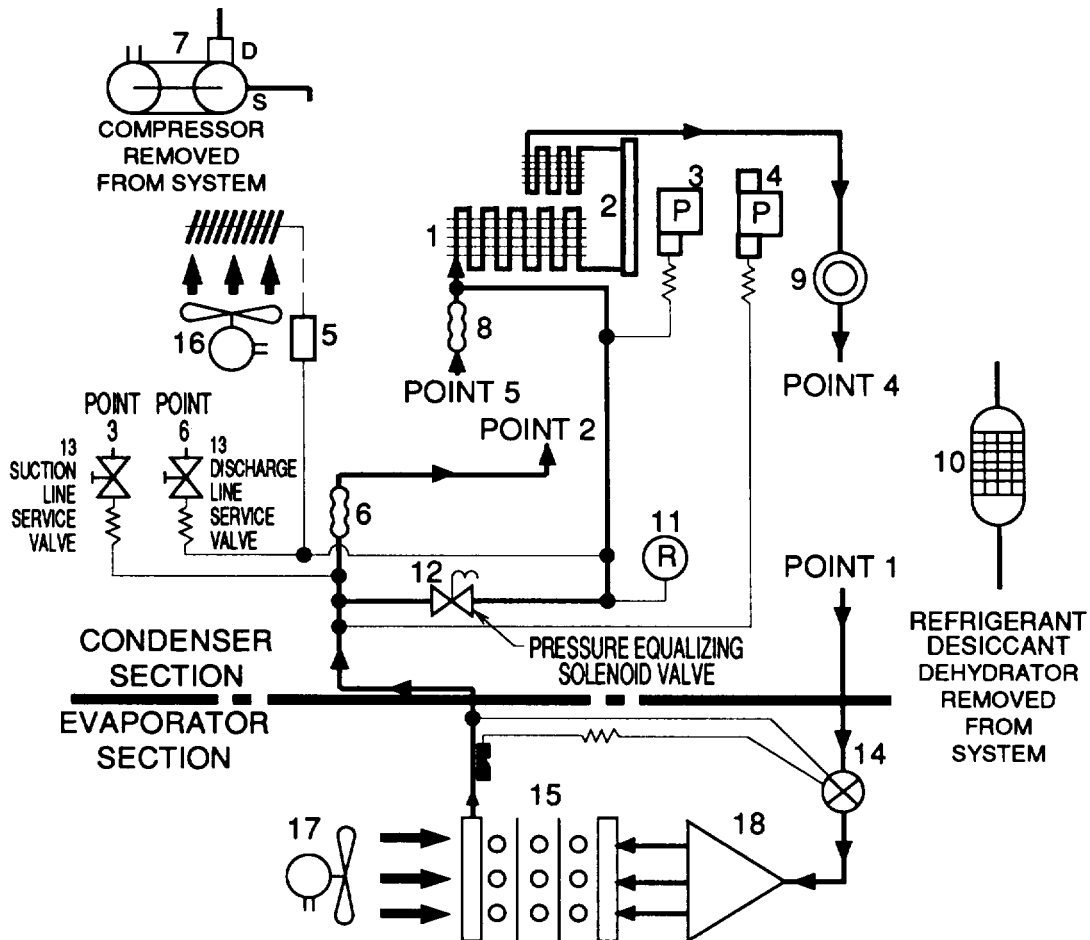 7
D
S
COMPRESSOR
REMOVED
FROM SYSTEM
1
2
3
P
4
P
5
16
8
9
POINT 5
POINT 4
POINT 2
POINT
3
POINT
6
13
SUCTION
LINE
SERVICE
VALVE
13
DISCHARGE
LINE
SERVICE
VALVE
6
10
11
R
12
POINT 1
PRESSURE EQUALIZING
SOLENOID VALVE
REFRIGERANT
DESICCANT
DEHYDRATOR
REMOVED
FROM
SYSTEM
CONDENSER
SECTION
EVAPORATOR
SECTION
14
15
17
18